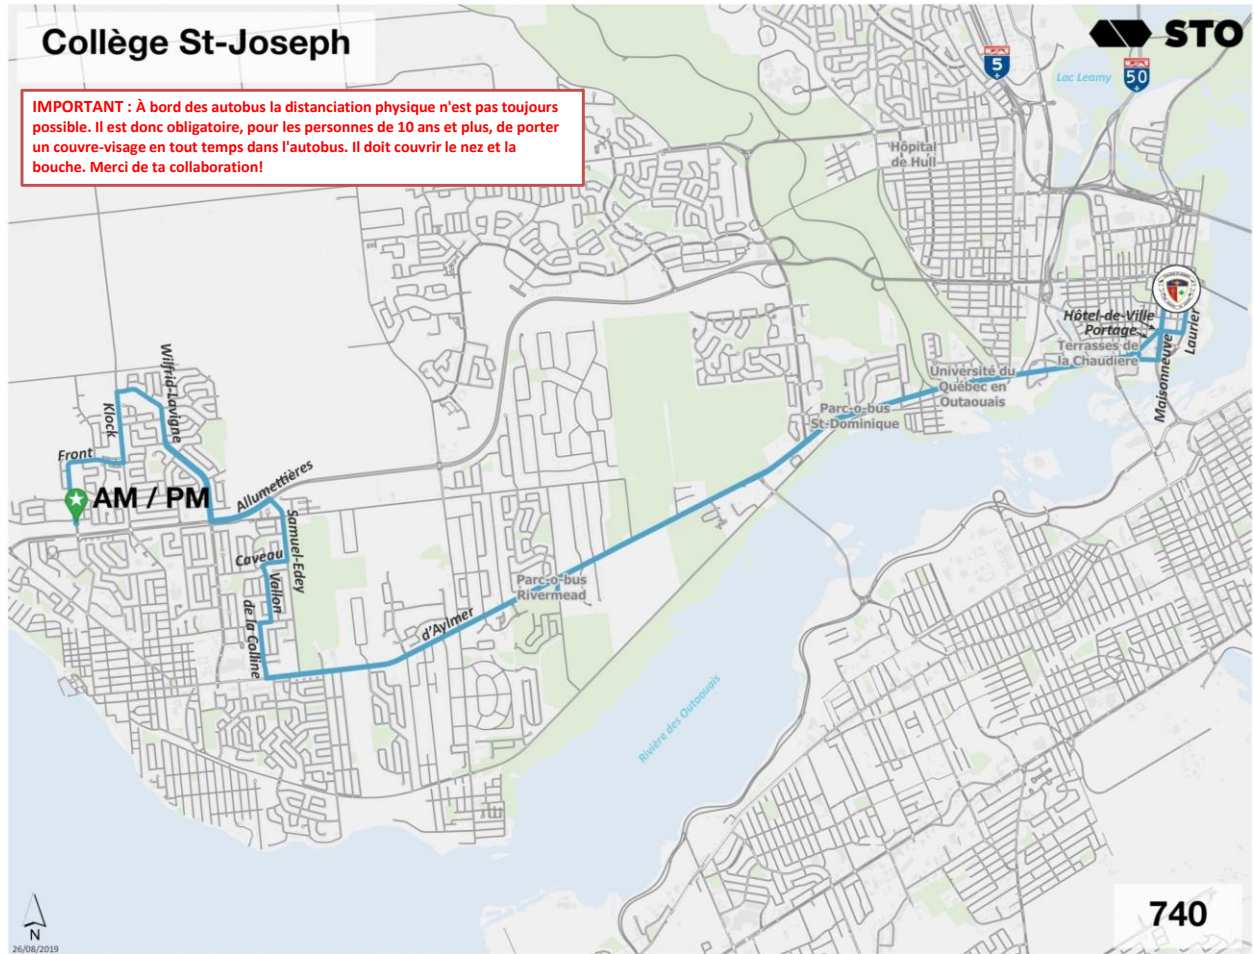 Collège St-Joseph
STO
IMPORTANT : À bord des autobus la distanciation physique n'est pas toujours
possible. Il est donc obligatoire, pour les personnes de 10 ans et plus, de porter
un couvre-visage en tout temps dans l'autobus. Il doit couvrir le nez et la
bouche. Merci de ta collaboration!
5
50
Lac Leamy
Hôpital
de Hull
Hôtel-de-Ville
Portage
Terrasses de
la Chaudière
Laurier
Maisonneuve
Université du
Québec en
Outaouais
Parc-o-bus
St-Dominique
Wilfrid-Lavigne
Klock
Front
AM / PM
Allumettières
Samuel-Edey
Caveau
Vallon
de la Colline
Parc-o-bus
Rivermead
d'Aylmer
Rivière des Outaouais
N
26/08/2019
740